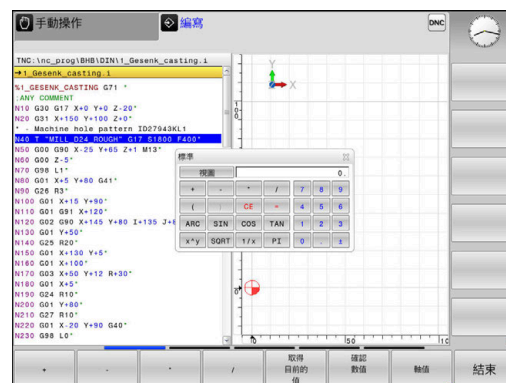 手動操作
編寫
DNC
TNC:\nc_prog\BHB\DIN\1_Gesenk_casting.i
→1_Gesenk_casting.i
%1_GESENK_CASTING G71 *
;ANY COMMENT
N10 G30 G17 X+0 Y+0 Z-20*
N20 G31 X+150 Y+100 Z+0*
* - Machine hole pattern ID27943KL1
N40 T "MILL_D24_ROUGH" G17 S1800 F400*
N50 G00 G90 X-25 Y+65 Z+1 M13*
N60 G00 Z-5*
N70 G98 L1*
N80 G01 X+5 Y+80 G41*
N90 G26 R3*
N100 G01 X+15 Y+90*
N110 G01 G91 X+120*
N120 G02 G90 X+145 Y+80 I+135 J+8
N130 G01 Y+50*
N140 G25 R20*
N150 G01 X+130 Y+5*
N160 G01 X+100*
N170 G03 X+50 Y+12 R+30*
N180 G01 X+5*
N190 G24 R10*
N200 G01 Y+80*
N210 G27 R10*
N220 G01 X-20 Y+90 G40*
N230 G98 L0*
Y
X
100
0
0
50
標準
視圖
0.
+ - * / 7 8 9
( ) CE = 4 5 6
ARC SIN COS TAN 1 2 3
x^y SQRT 1/x PI 0 . ±
+
-
*
/
取得
目前的
值
確認
數值
軸值
結束